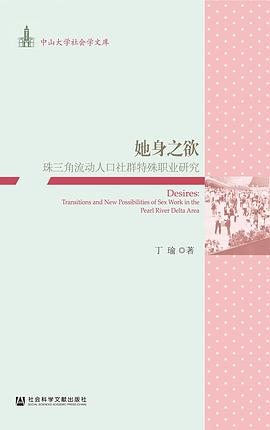 中山大学社会学文库
她身之欲
珠三角流动人口社群特殊职业研究
Desires:
Transitions and New Possibilities of Sex Work in the
Pearl River Delta Area
丁 瑜 ◎ 著
社会科学文献出版社
SOCIAL SCIENCES ACADEMIC PRESS (CHINA)